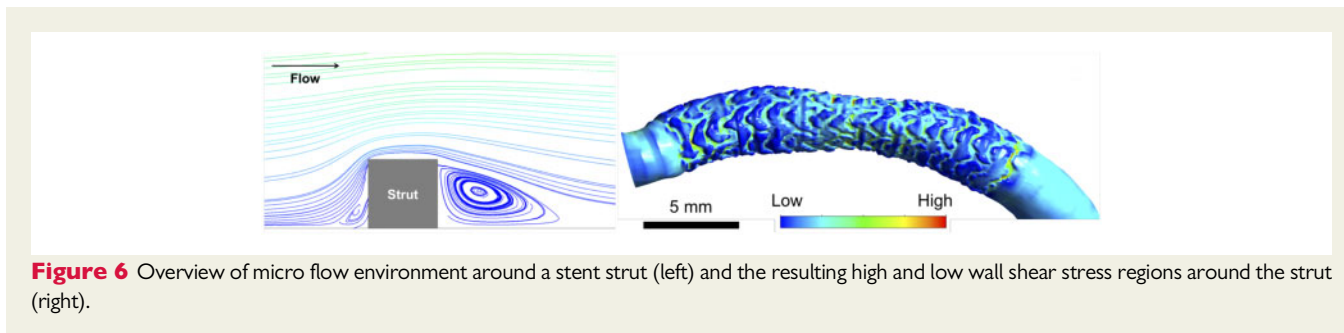 Flow
Strut
5 mm
Low
High
Figure 6 Overview of micro flow environment around a stent strut (left) and the resulting high and low wall shear stress regions around the strut
(right).